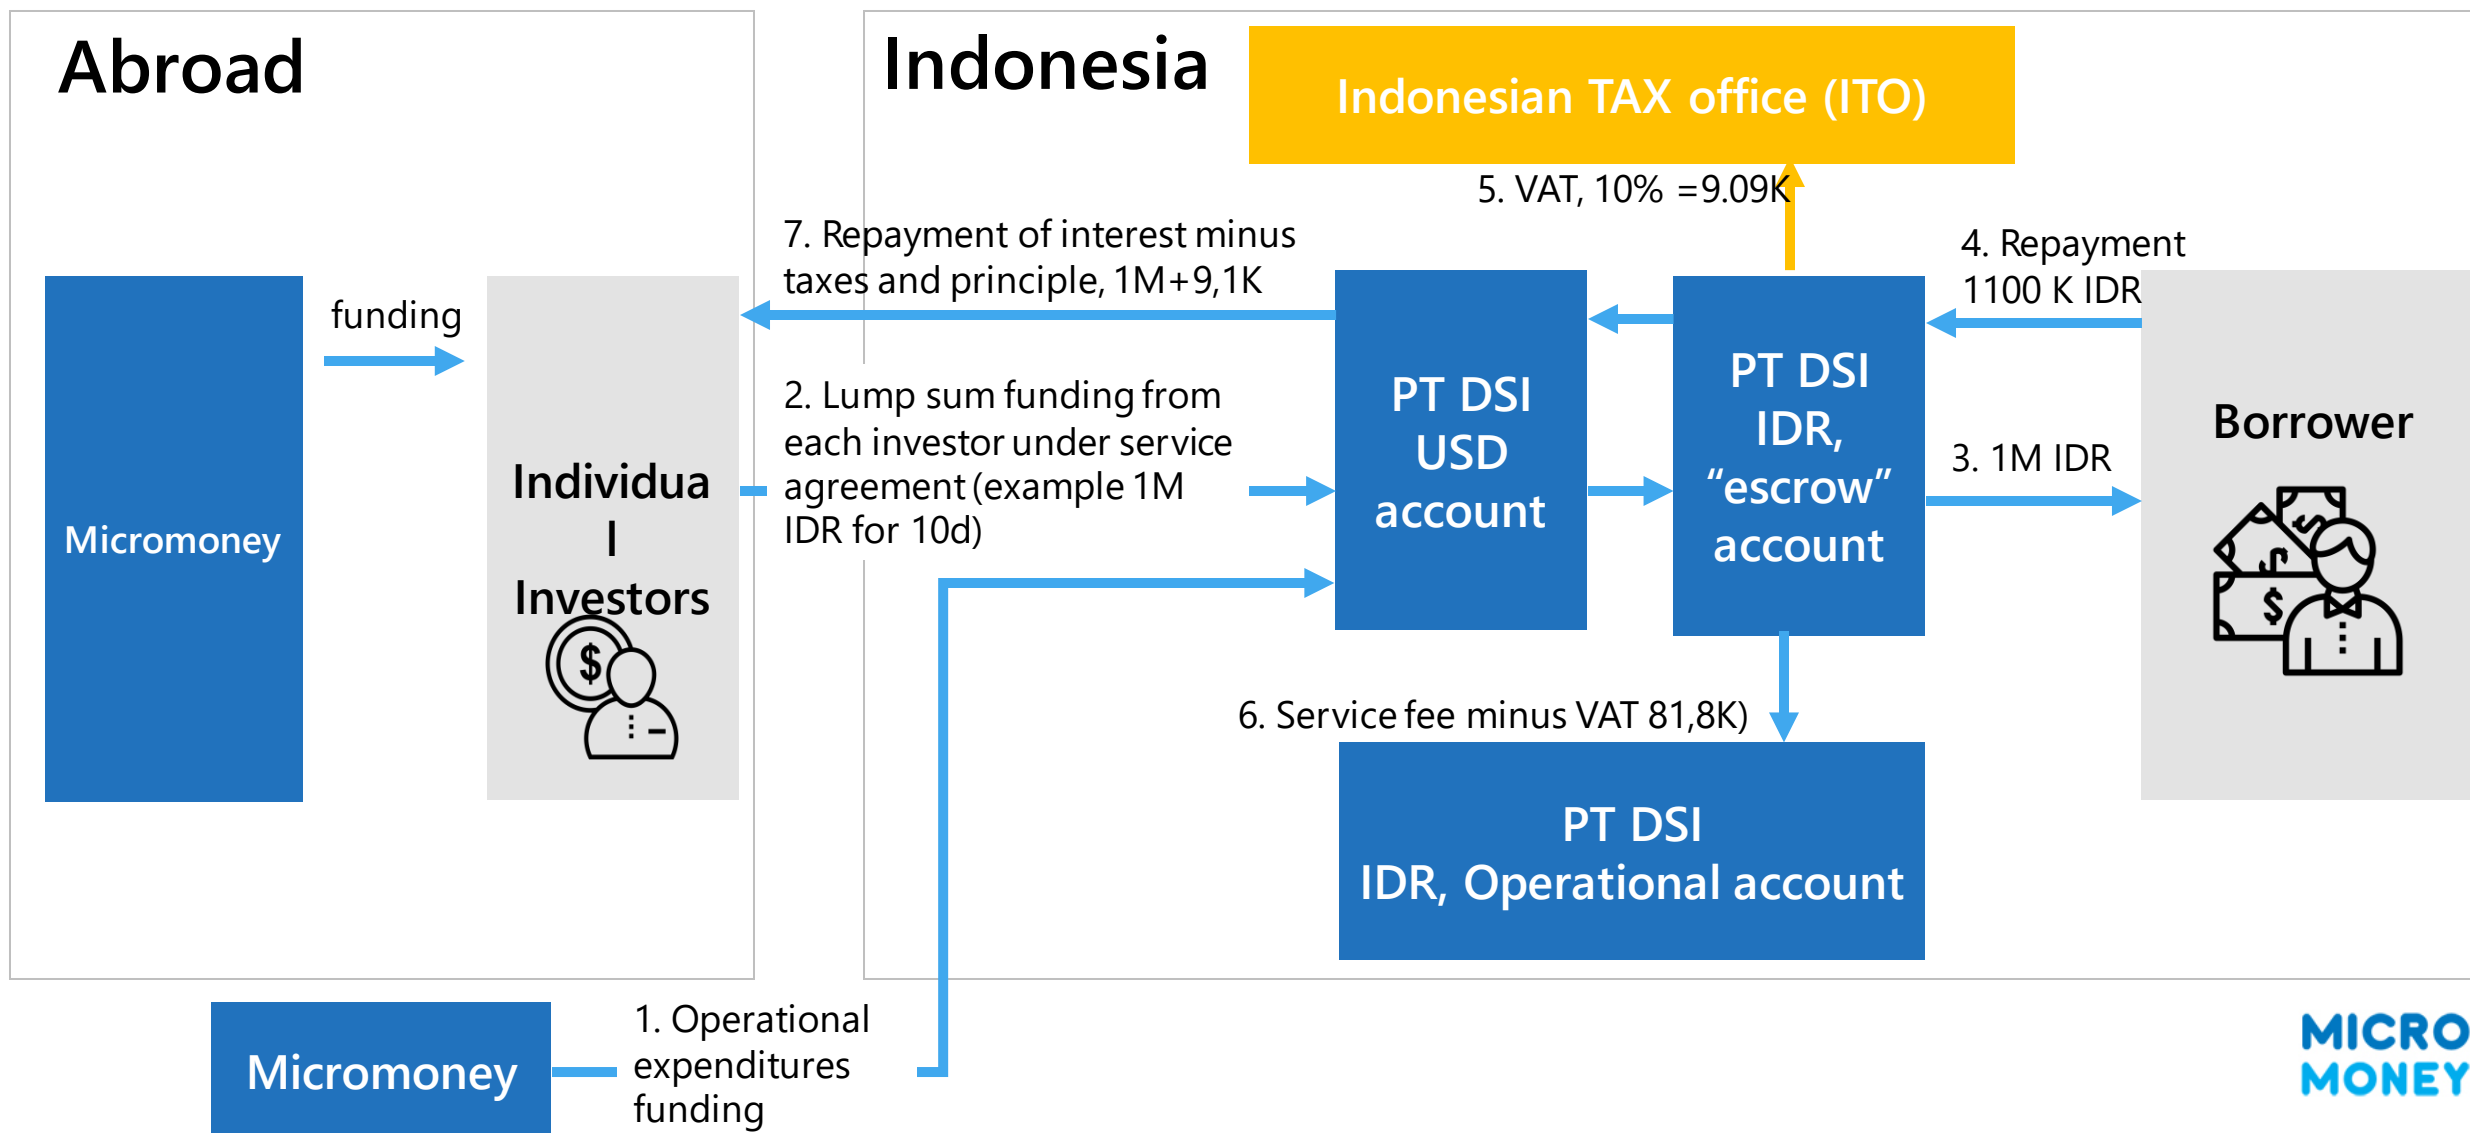 Abroad
Indonesia
Indonesian TAX office (ITO)
5. VAT, 10% =9.09K
7. Repayment of interest minus
taxes and principle, 1M+9,1K
4. Repayment
1100 K IDR
funding
Micromoney
Individua
l
Investors
$
2. Lump sum funding from
each investor under service
agreement (example 1M
IDR for 10d)
PT DSI
USD
account
PT DSI
IDR,
“escrow”
account
3. 1M IDR
Borrower
$
$
$
6. Service fee minus VAT 81,8K)
PT DSI
IDR, Operational account
Micromoney
1. Operational
expenditures
funding
MICRO
MONEY